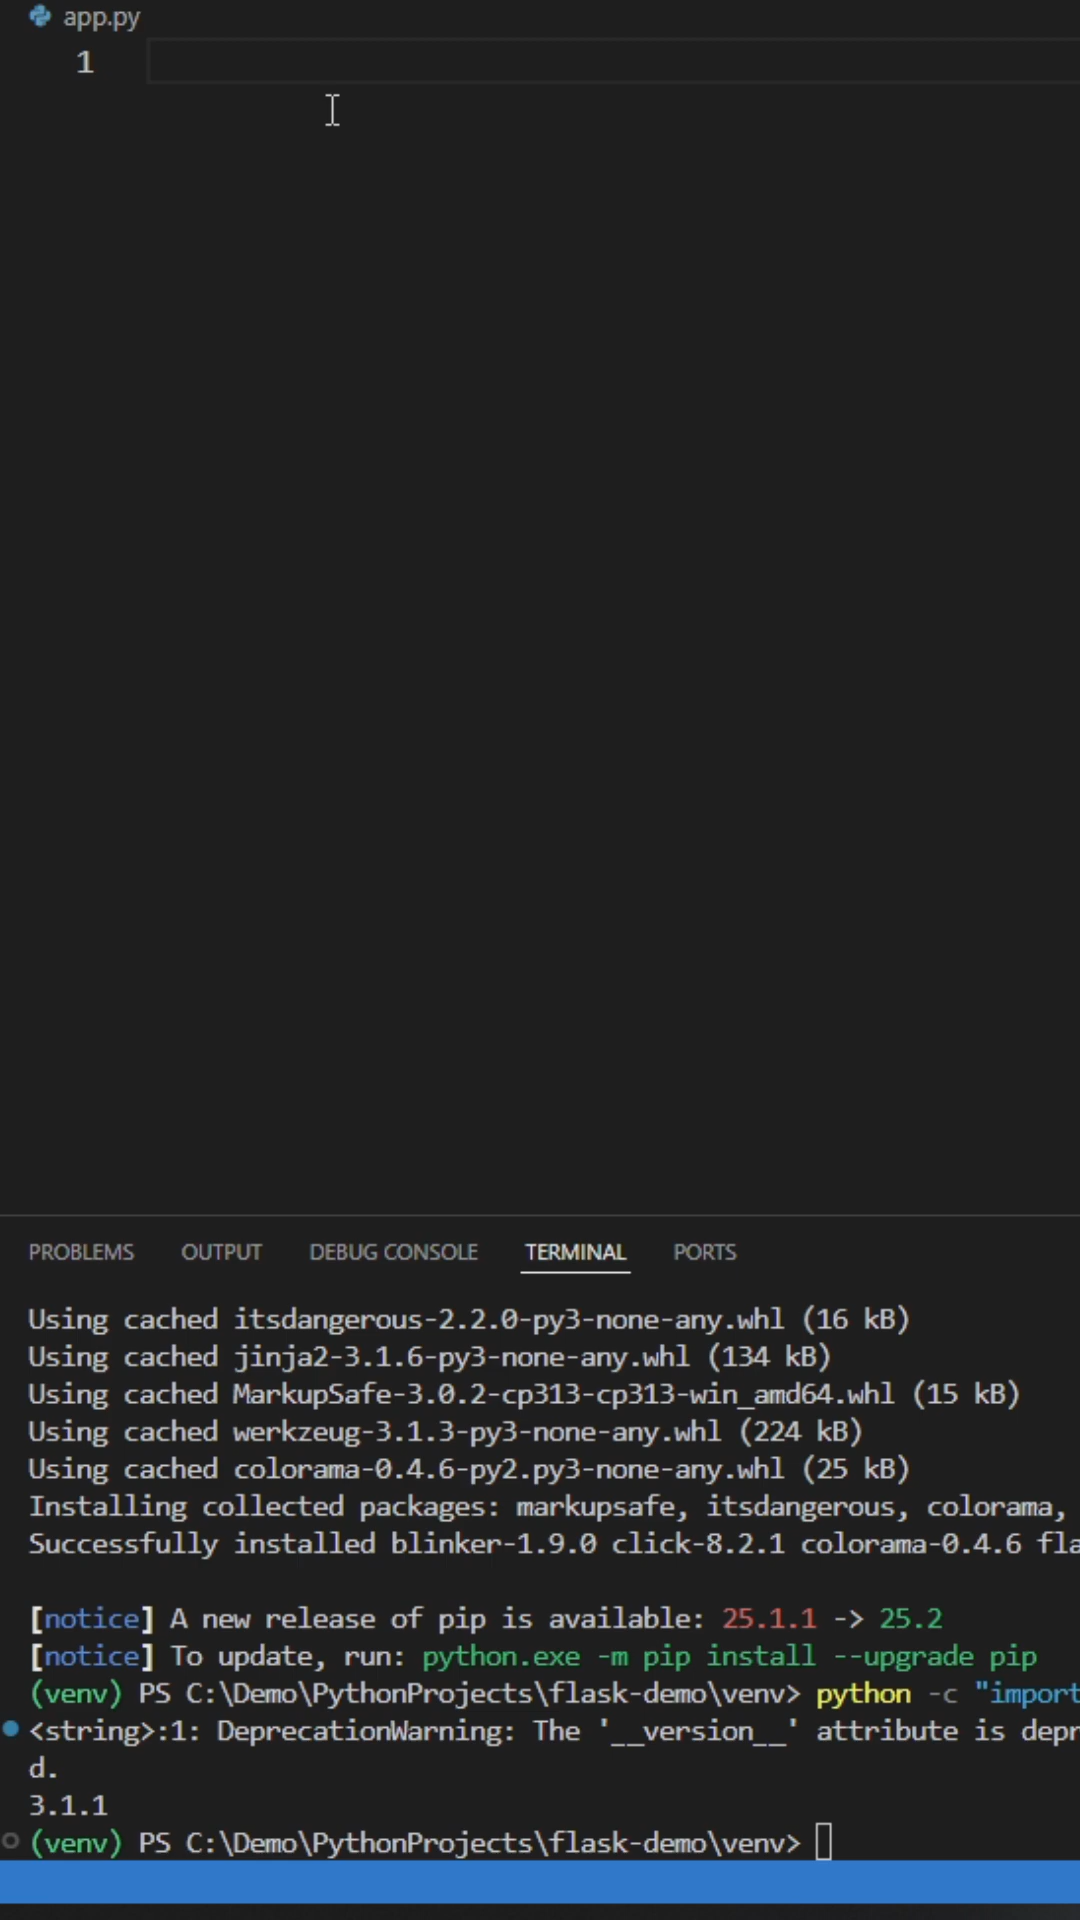 app.py
1
PROBLEMS OUTPUT DEBUG CONSOLE TERMINAL PORTS
Using cached itsdangerous-2.2.0-py3-none-any.whl (16 kB)
Using cached jinja2-3.1.6-py3-none-any.whl (134 kB)
Using cached MarkupSafe-3.0.2-cp313-cp313-win_amd64.whl (15 kB)
Using cached werkzeug-3.1.3-py3-none-any.whl (224 kB)
Using cached colorama-0.4.6-py2.py3-none-any.whl (25 kB)
Installing collected packages: markupsafe, itsdangerous, colorama,
Successfully installed blinker-1.9.0 click-8.2.1 colorama-0.4.6 fla
[notice] A new release of pip is available: 25.1.1 -> 25.2
[notice] To update, run: python.exe -m pip install --upgrade pip
(venv) PS C:\Demo\PythonProjects\flask-demo\venv> python -c "import
<string>:1: DeprecationWarning: The '__version__' attribute is depr
d.
3.1.1
(venv) PS C:\Demo\PythonProjects\flask-demo\venv>